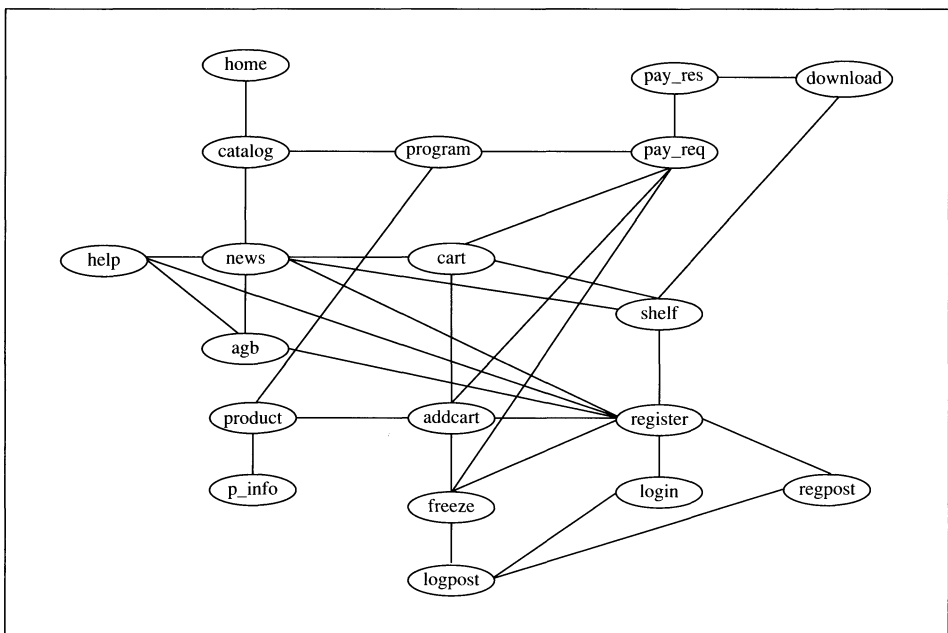 home
pay_res
download
catalog
program
pay_req
help
news
cart
shelf
agb
product
addcart
register
p_info
freeze
login
regpost
logpost